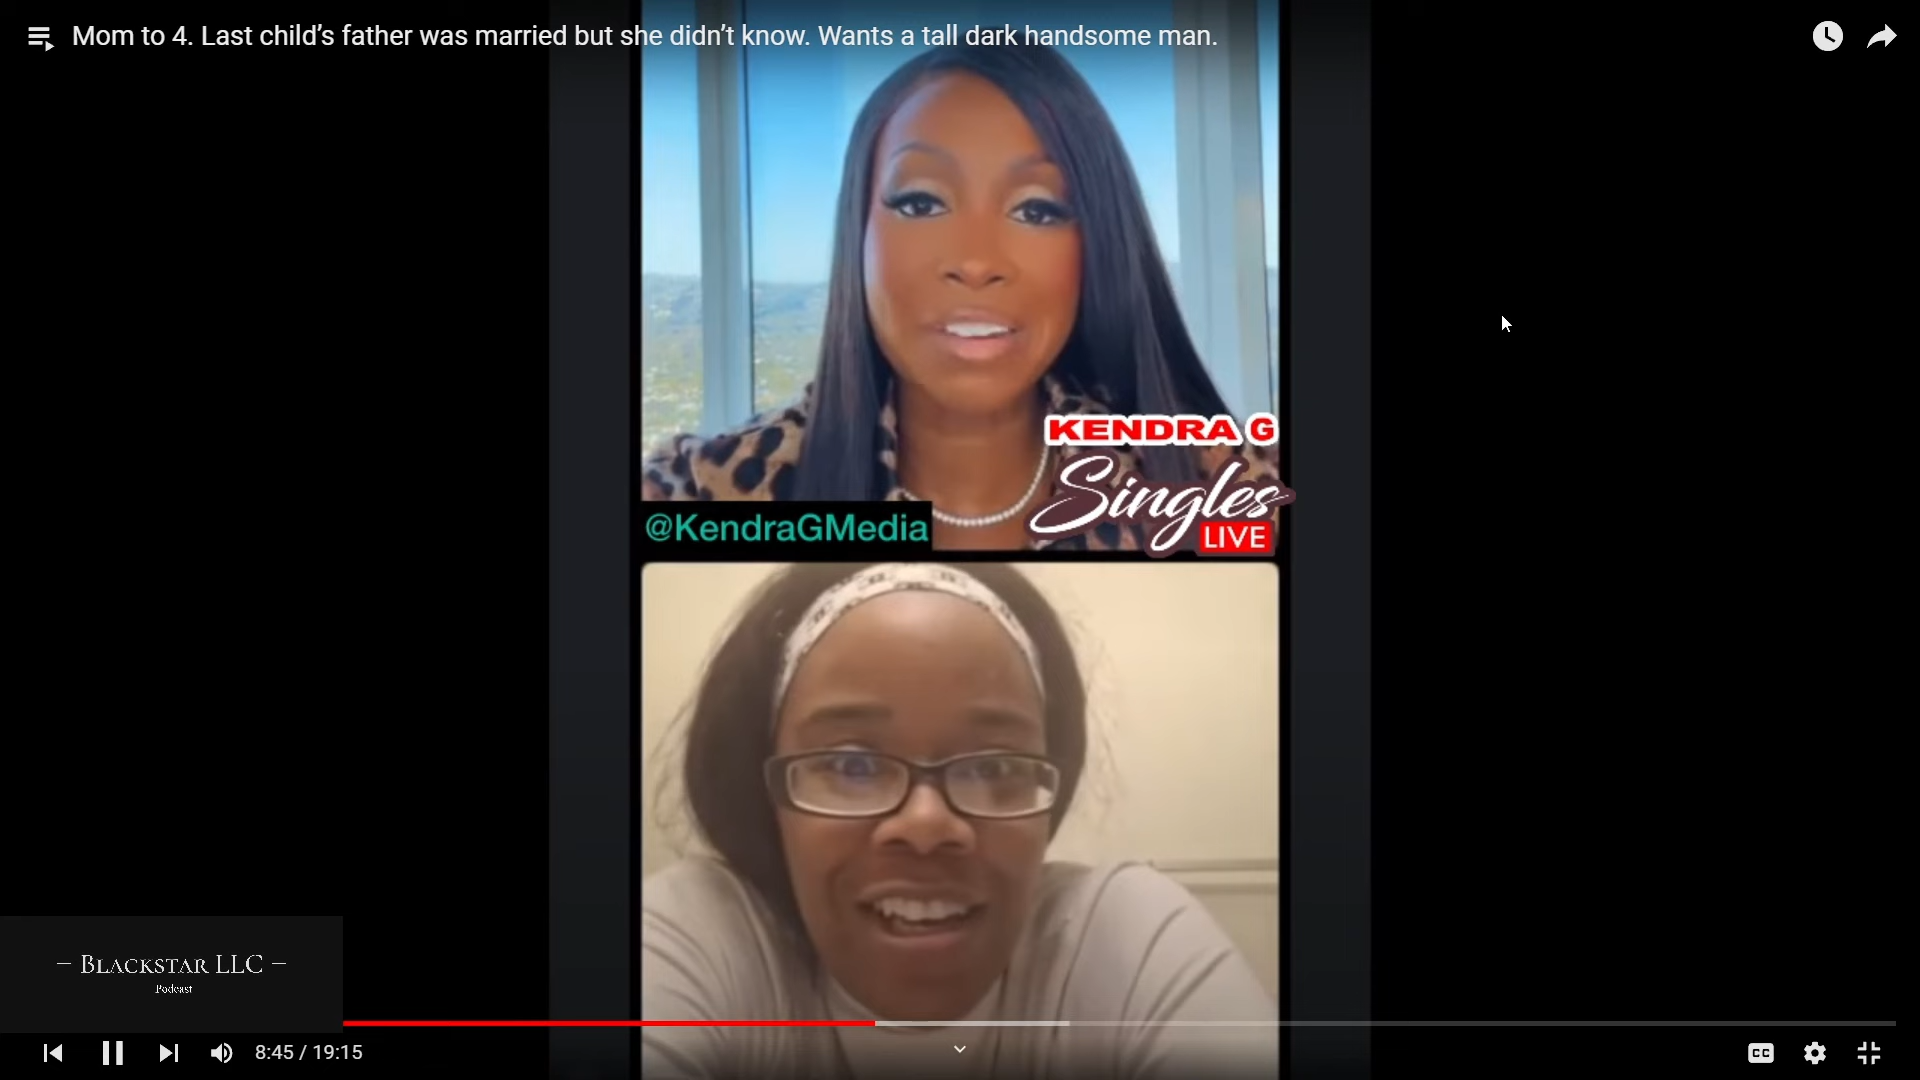 Mom to 4. Last child’s father was married but she didn’t know. Wants a tall dark handsome man.
KENDRA G
Singles
LIVE
@KendraGMedia
— BLACKSTAR LLC —
Podcast
8:45 / 19:15
CC